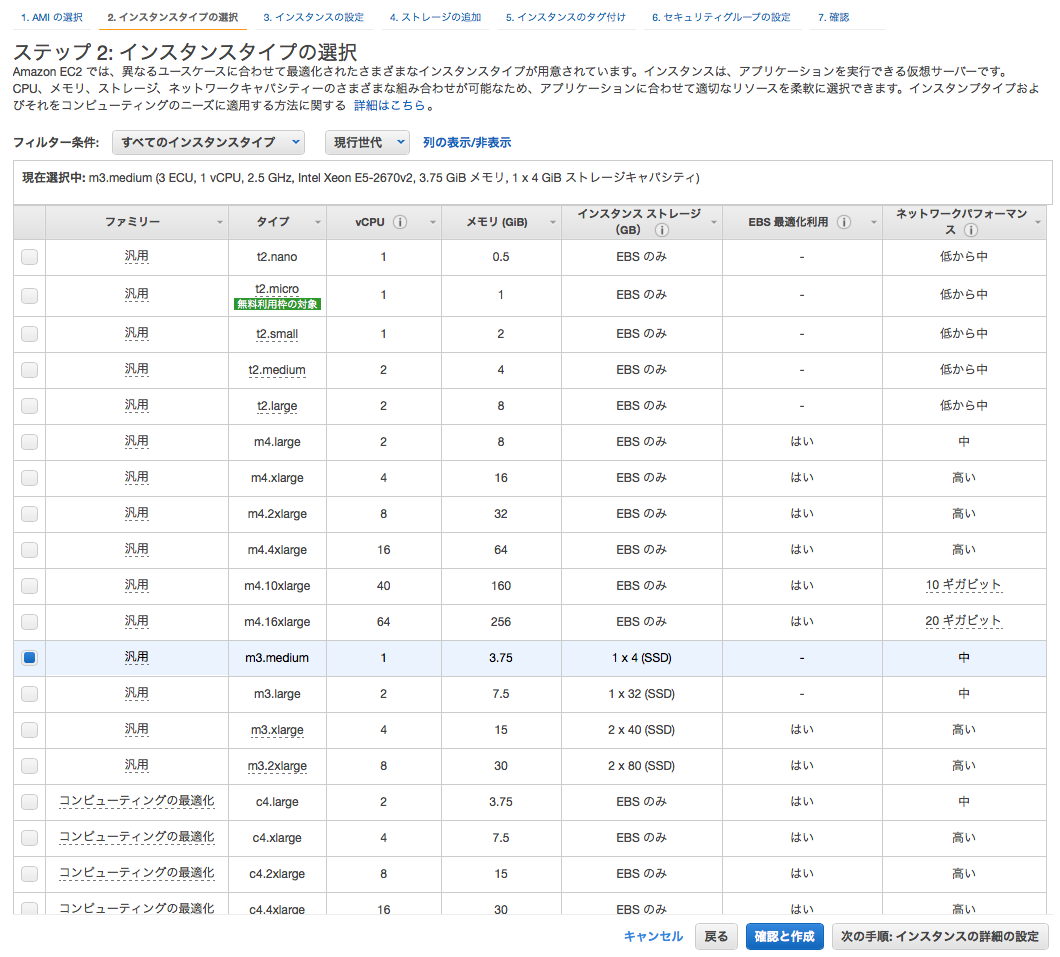 1. AMI の選択 2. インスタンスタイプの選択 3. インスタンスの設定 4. ストレージの追加 5. インスタンスのタグ付け 6. セキュリティグループの設定 7. 確認
ステップ 2: インスタンスタイプの選択
Amazon EC2 では、異なるユースケースに合わせて最適化されたさまざまなインスタンスタイプが用意されています。インスタンスは、アプリケーションを実行できる仮想サーバーです。
CPU、メモリ、ストレージ、ネットワークキャパシティーのさまざまな組み合わせが可能なため、アプリケーションに合わせて適切なリソースを柔軟に選択できます。インスタンプタイプおよ
びそれをコンピューティングのニーズに適用する方法に関する 詳細はこちら。
フィルター条件: すべてのインスタンスタイプ 現行世代 列の表示/非表示
現在選択中: m3.medium (3 ECU, 1 vCPU, 2.5 GHz, Intel Xeon E5-2670v2, 3.75 GiB メモリ, 1 x 4 GiB ストレージキャパシティ)
ファミリー タイプ vCPU メモリ (GiB) インスタンス ストレージ (GB) EBS 最適化利用 ネットワークパフォーマンス
汎用 t2.nano 1 0.5 EBS のみ - 低から中
汎用 t2.micro 1 1 EBS のみ - 低から中
無料利用枠の対象
汎用 t2.small 1 2 EBS のみ - 低から中
汎用 t2.medium 2 4 EBS のみ - 低から中
汎用 t2.large 2 8 EBS のみ - 低から中
汎用 m4.large 2 8 EBS のみ はい 中
汎用 m4.xlarge 4 16 EBS のみ はい 高い
汎用 m4.2xlarge 8 32 EBS のみ はい 高い
汎用 m4.4xlarge 16 64 EBS のみ はい 高い
汎用 m4.10xlarge 40 160 EBS のみ はい 10 ギガビット
汎用 m4.16xlarge 64 256 EBS のみ はい 20 ギガビット
汎用 m3.medium 1 3.75 1 x 4 (SSD) - 中
汎用 m3.large 2 7.5 1 x 32 (SSD) - 中
汎用 m3.xlarge 4 15 2 x 40 (SSD) はい 高い
汎用 m3.2xlarge 8 30 2 x 80 (SSD) はい 高い
コンピューティングの最適化 c4.large 2 3.75 EBS のみ はい 中
コンピューティングの最適化 c4.xlarge 4 7.5 EBS のみ はい 高い
コンピューティングの最適化 c4.2xlarge 8 15 EBS のみ はい 高い
コンピューティングの最適化 c4.4xlarge 16 30 EBS のみ はい 高い
キャンセル 戻る 確認と作成 次の手順: インスタンスの詳細の設定